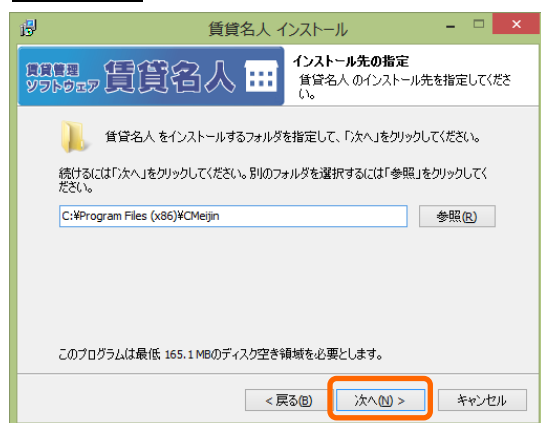 賃貸名人 インストール
賃貸管理
ソフトウェア 賃貸名人
インストール先の指定
賃貸名人 のインストール先を指定してくださ
い。
賃貸名人 をインストールするフォルダを指定して、「次へ」をクリックしてください。
続けるには「次へ」をクリックしてください。別のフォルダを選択するには「参照」をクリックしてく
ださい。
C:¥Program Files (x86)¥CMeijin
参照(R)
このプログラムは最低 165.1 MBのディスク空き領域を必要とします。
< 戻る(B)
次へ(N) >
キャンセル